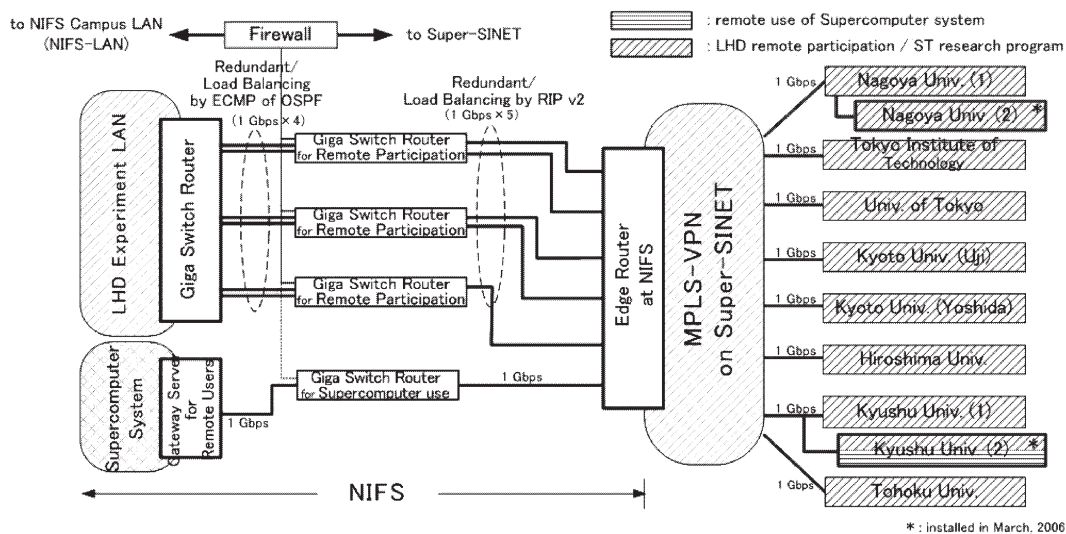 to NIFS Campus LAN
(NIFS-LAN)
Firewall
to Super-SINET
: remote use of Supercomputer system
: LHD remote participation / ST research program
Redundant/
Load Balancing
by ECMP of OSPF
(1 Gbps×4)
Redundant/
Load Balancing by RIP v2
(1 Gbps×5)
LHD Experiment LAN
Giga Switch Router
Giga Switch Router
for Remote Participation
Giga Switch Router
for Remote Participation
Giga Switch Router
for Remote Participation
Supercomputer
System
Gateway Server
for
Remote Users
1 Gbps
Giga Switch Router
for Supercomputer use
1 Gbps
Edge Router
at NIFS
MPLS-VPN
on Super-SINET
1 Gbps
Nagoya Univ. (1)
Nagoya Univ. (2) *
1 Gbps
Tokyo Institute of
Technology
1 Gbps
Univ. of Tokyo
1 Gbps
Kyoto Univ. (Uji)
1 Gbps
Kyoto Univ. (Yoshida)
1 Gbps
Hiroshima Univ.
1 Gbps
Kyushu Univ. (1)
Kyushu Univ. (2) *
1 Gbps
Tohoku Univ.
NIFS
* : installed in March, 2006